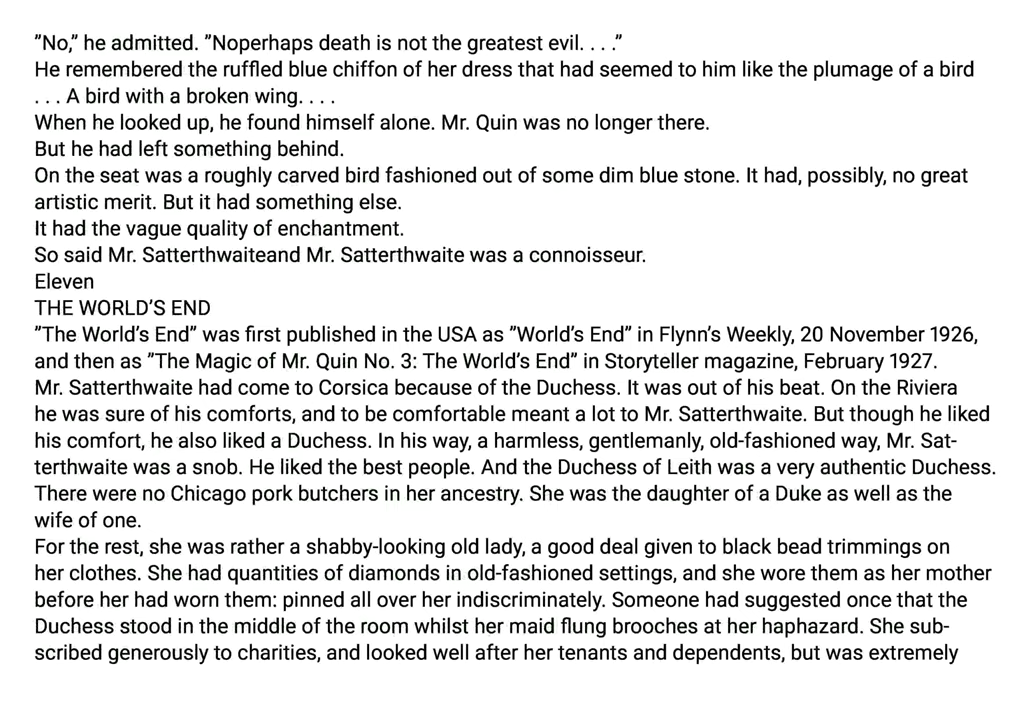 ”No,” he admitted. ”Noperhaps death is not the greatest evil. . . .”
He remembered the ruffled blue chiffon of her dress that had seemed to him like the plumage of a bird
. . . A bird with a broken wing. . . .
When he looked up, he found himself alone. Mr. Quin was no longer there.
But he had left something behind.
On the seat was a roughly carved bird fashioned out of some dim blue stone. It had, possibly, no great
artistic merit. But it had something else.
It had the vague quality of enchantment.
So said Mr. Satterthwaiteand Mr. Satterthwaite was a connoisseur.
Eleven
THE WORLD’S END
”The World’s End” was first published in the USA as ”World’s End” in Flynn’s Weekly, 20 November 1926,
and then as ”The Magic of Mr. Quin No. 3: The World’s End” in Storyteller magazine, February 1927.
Mr. Satterthwaite had come to Corsica because of the Duchess. It was out of his beat. On the Riviera
he was sure of his comforts, and to be comfortable meant a lot to Mr. Satterthwaite. But though he liked
his comfort, he also liked a Duchess. In his way, a harmless, gentlemanly, old-fashioned way, Mr. Sat-
terthwaite was a snob. He liked the best people. And the Duchess of Leith was a very authentic Duchess.
There were no Chicago pork butchers in her ancestry. She was the daughter of a Duke as well as the
wife of one.
For the rest, she was rather a shabby-looking old lady, a good deal given to black bead trimmings on
her clothes. She had quantities of diamonds in old-fashioned settings, and she wore them as her mother
before her had worn them: pinned all over her indiscriminately. Someone had suggested once that the
Duchess stood in the middle of the room whilst her maid flung brooches at her haphazard. She sub-
scribed generously to charities, and looked well after her tenants and dependents, but was extremely